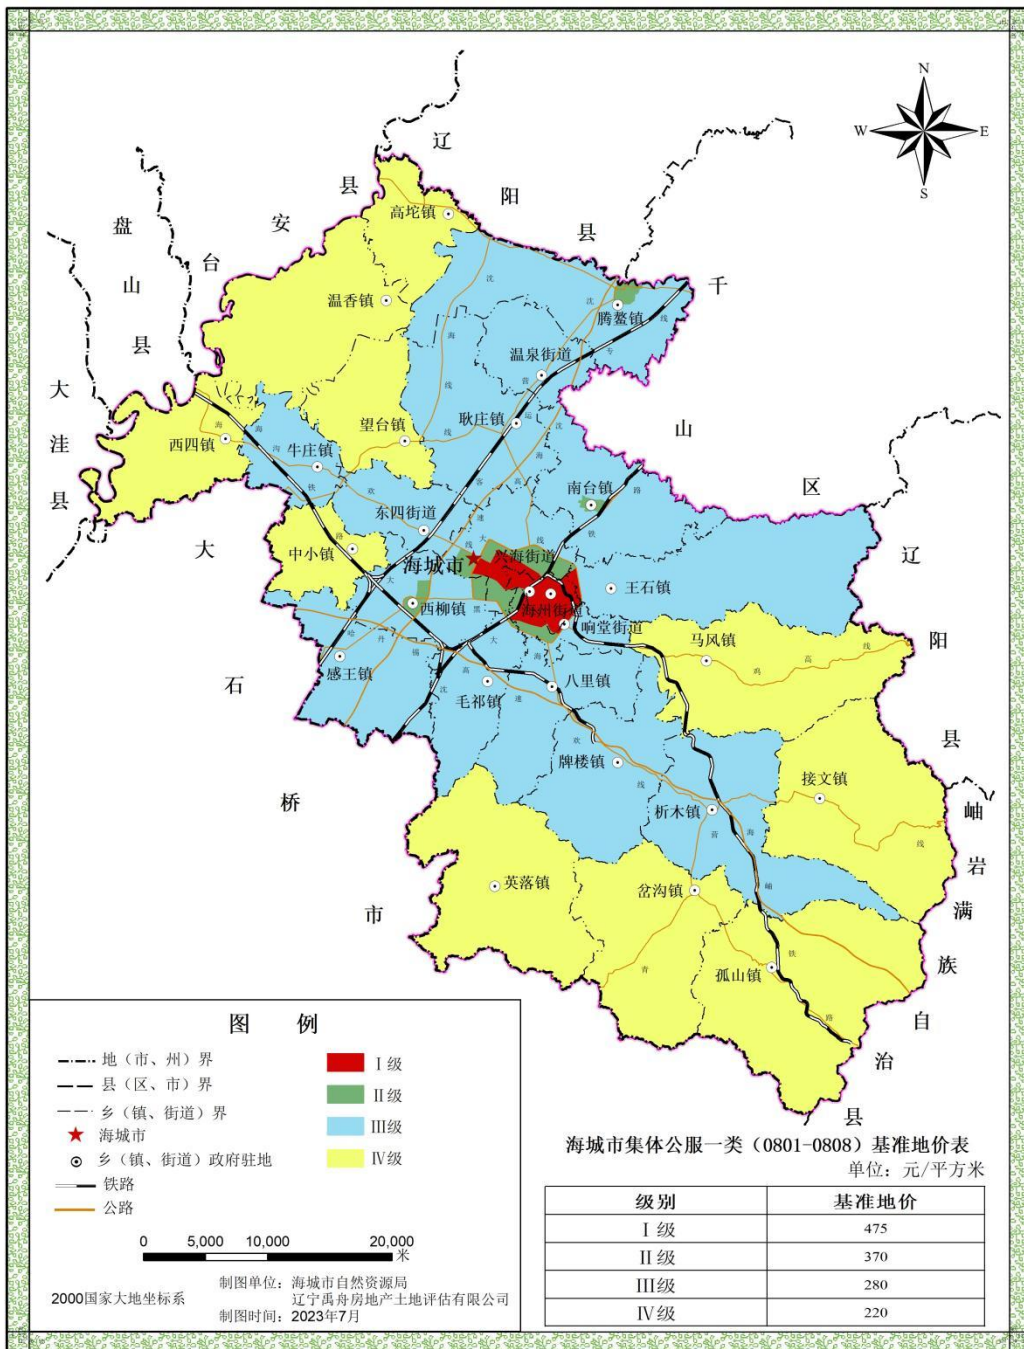 N
W
E
S
辽
阳
县
盘
山
县
台
安
县
千
山
区
大
洼
县
辽
阳
县
大
石
桥
市
岫
岩
满
族
自
治
县
高坨镇
温香镇
腾鳌镇
温泉街道
耿庄镇
望台镇
西四镇
牛庄镇
南台镇
东四街道
中小镇
海城市
兴海街道
王石镇
西柳镇
海州街道
响堂街道
马风镇
感王镇
毛祁镇
八里镇
牌楼镇
接文镇
析木镇
英落镇
岔沟镇
孤山镇
图 例
地（市、州）界
县（区、市）界
乡（镇、街道）界
海城市
乡（镇、街道）政府驻地
铁路
公路
Ⅰ级
Ⅱ级
Ⅲ级
Ⅳ级
0 5,000 10,000 20,000
米
2000国家大地坐标系
制图单位：海城市自然资源局
辽宁禹舟房地产土地评估有限公司
制图时间：2023年7月
海城市集体公服一类（0801-0808）基准地价表
单位：元/平方米
级别 基准地价
Ⅰ级 475
Ⅱ级 370
Ⅲ级 280
Ⅳ级 220